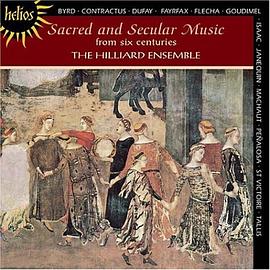 helios
BYRD · CONTRACTUS · DUFAY · FAYRFAX · FLECHA · GOUDIMEL
Sacred and Secular Music
from six centuries
THE HILLIARD ENSEMBLE
· ISAAC · JANEQUIN · MACHAUT · PEÑALOSA · ST VICTOIRE · TALLIS